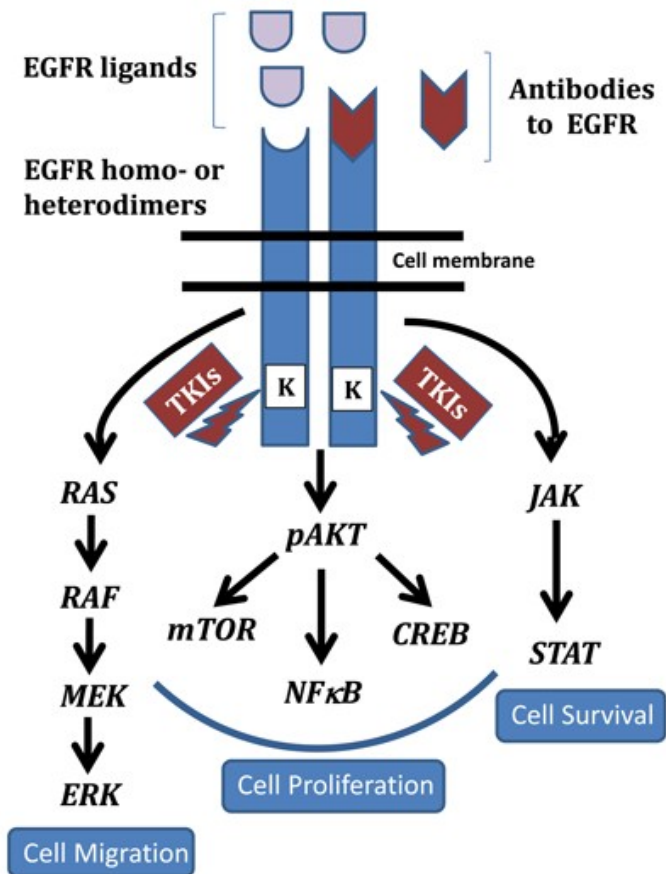 EGFR ligands
Antibodies
to EGFR
EGFR homo- or
heterodimers
Cell membrane
K
K
TKIs
TKIs
RAS
JAK
pAKT
RAF
mTOR
CREB
STAT
MEK
NFκB
Cell Survival
Cell Proliferation
ERK
Cell Migration